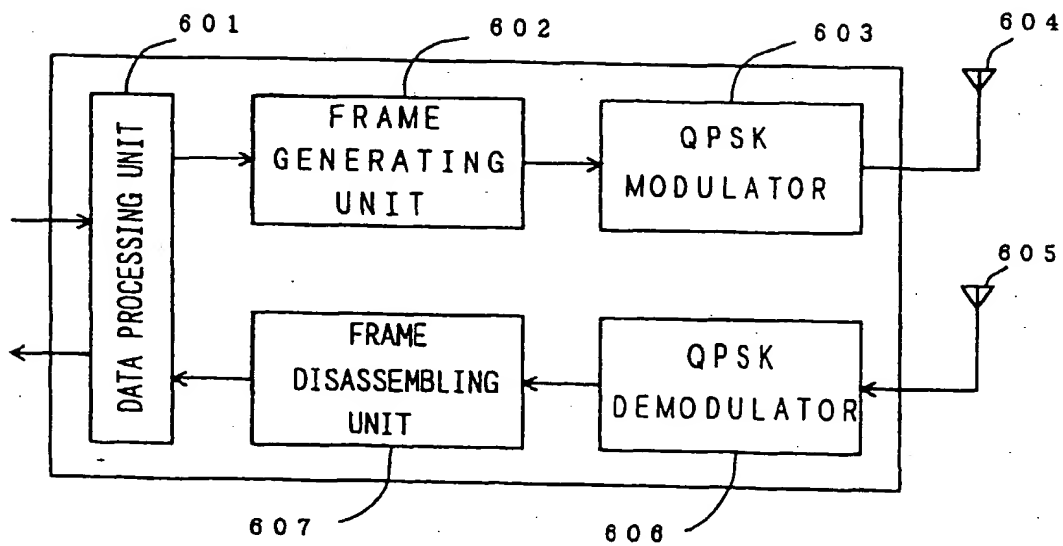 601
602
603
604
DATA PROCESSING UNIT
FRAME
GENERATING
UNIT
QPSK
MODULATOR
605
FRAME
DISASSEMBLING
UNIT
QPSK
DEMODULATOR
607
606